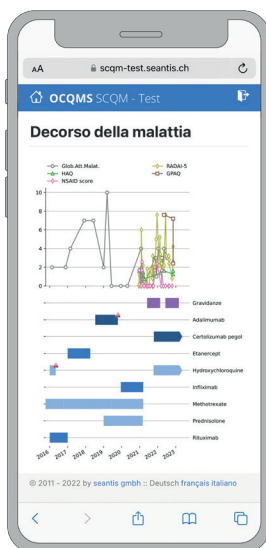 AA scqm-test.seantis.ch
OCQMS SCQM - Test
Decorso della malattia
Glob.Att.Malat. RADAI-5
HAQ GPAQ
NSAID score
10
8
6
4
2
0
Gravidanze
Adalimumab
Certolizumab pegol
Etanercept
Hydroxychloroquine
Infliximab
Methotrexate
Prednisolone
Rituximab
2016 2017 2018 2019 2020 2021 2022 2023
© 2011 - 2022 by seantis gmbh :: Deutsch français italiano